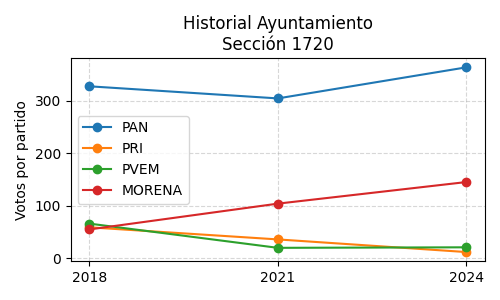 Historial Ayuntamiento
Sección 1720
Votos por partido
300
200
100
0
PAN
PRI
PVEM
MORENA
2018
2021
2024